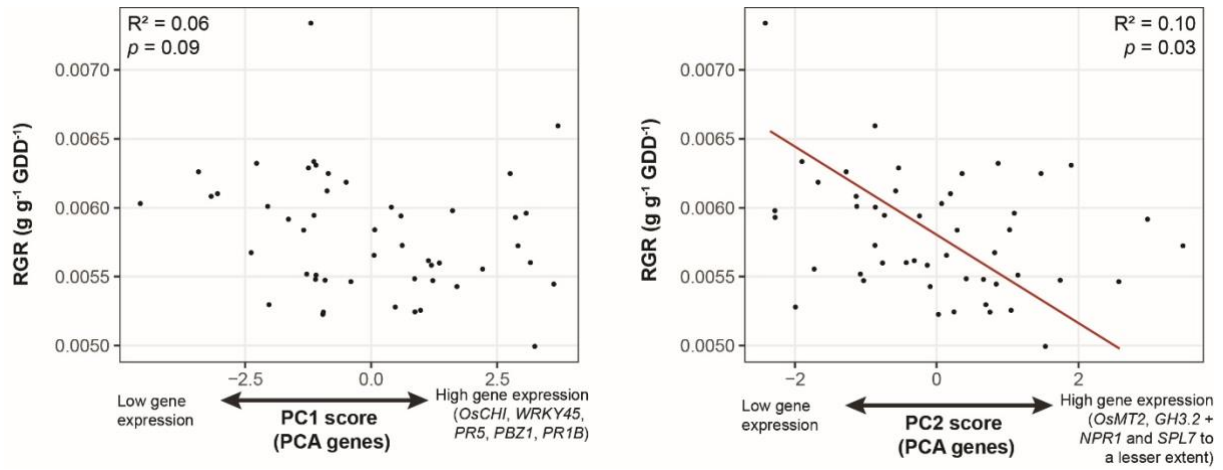 R² = 0.06
p = 0.09
0.0070
0.0065
0.0060
0.0055
0.0050
RGR (g g⁻¹ GDD⁻¹)
−2.5
0.0
2.5
Low gene
expression
PC1 score
(PCA genes)
High gene expression
(OsCHI, WRKY45,
PR5, PBZ1, PR1B)
R² = 0.10
p = 0.03
0.0070
0.0065
0.0060
0.0055
0.0050
RGR (g g⁻¹ GDD⁻¹)
−2
0
2
Low gene
expression
PC2 score
(PCA genes)
High gene expression
(OsMT2, GH3.2 +
NPR1 and SPL7 to
a lesser extent)